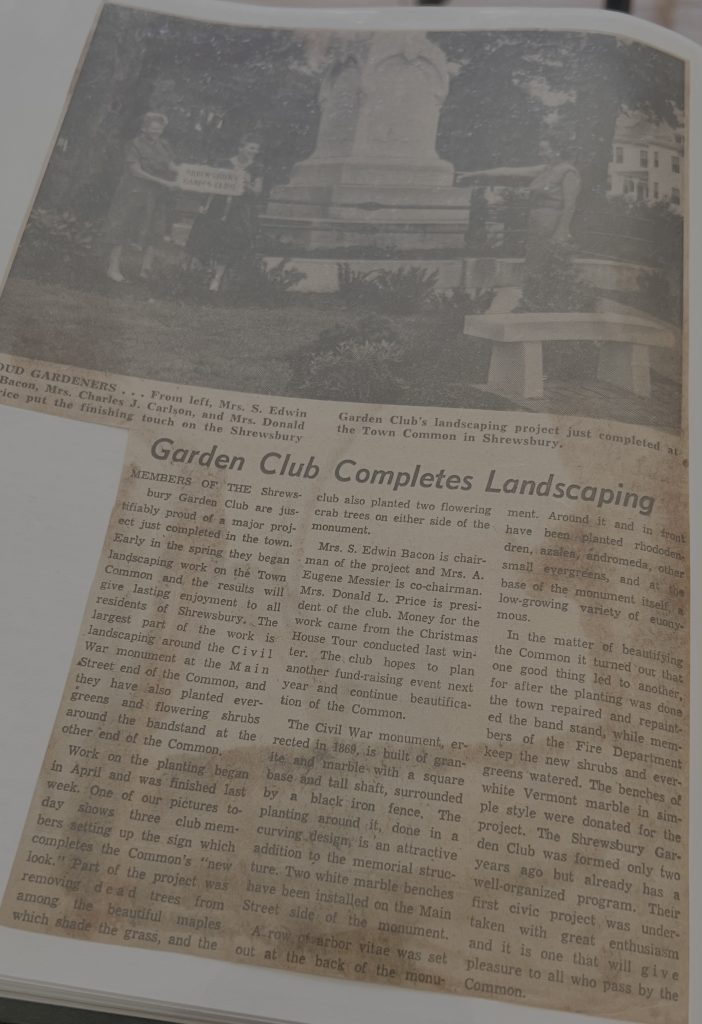 SHREWSBURY
GARDEN CLUB
OUD GARDENERS . . . From left, Mrs. S. Edwin
Bacon, Mrs. Charles J. Carlson, and Mrs. Donald
rice put the finishing touch on the Shrewsbury
Garden Club's landscaping project just completed at
the Town Common in Shrewsbury.
Garden Club Completes Landscaping
MEMBERS OF THE Shrews-
bury Garden Club are jus-
tifiably proud of a major proj-
ect just completed in the town.
Early in the spring they began
landscaping work on the Town
Common and the results will
give lasting enjoyment to all
residents of Shrewsbury. The
largest part of the work is
landscaping around the Civil
War monument at the Main
Street end of the Common, and
they have also planted ever-
greens and flowering shrubs
around the bandstand at the
other end of the Common.
Work on the planting began
in April and was finished last
week. One of our pictures to-
day shows three club mem-
bers setting up the sign which
completes the Common's "new
look." Part of the project was
removing dead trees from
among the beautiful maples
which shade the grass, and the
club also planted two flowering
crab trees on either side of the
monument.
Mrs. S. Edwin Bacon is chair-
man of the project and Mrs. A.
Eugene Messier is co-chairman.
Mrs. Donald L. Price is presi-
dent of the club. Money for the
work came from the Christmas
House Tour conducted last win-
ter. The club hopes to plan
another fund-raising event next
year and continue beautifica-
tion of the Common.
The Civil War monument, er-
rected in 1869, is built of gran-
ite and marble with a square
base and tall shaft, surrounded
by a black iron fence. The
planting around it, done in a
curving design, is an attractive
addition to the memorial struc-
ture. Two white marble benches
have been installed on the Main
Street side of the monument.
A row of arbor vitae was set
out at the back of the monu-
ment. Around it and in front
have been planted rhododen-
dren, azalea, andromeda, other
small evergreens, and at the
base of the monument itself a
low-growing variety of euony-
mous.
In the matter of beautifying
the Common it turned out that
one good thing led to another,
for after the planting was done
the town repaired and repaint-
ed the band stand, while mem-
bers of the Fire Department
keep the new shrubs and ever-
greens watered. The benches of
white Vermont marble in sim-
ple style were donated for the
project. The Shrewsbury Gar-
den Club was formed only two
years ago but already has a
well-organized program. Their
first civic project was under-
taken with great enthusiasm
and it is one that will give
pleasure to all who pass by the
Common.